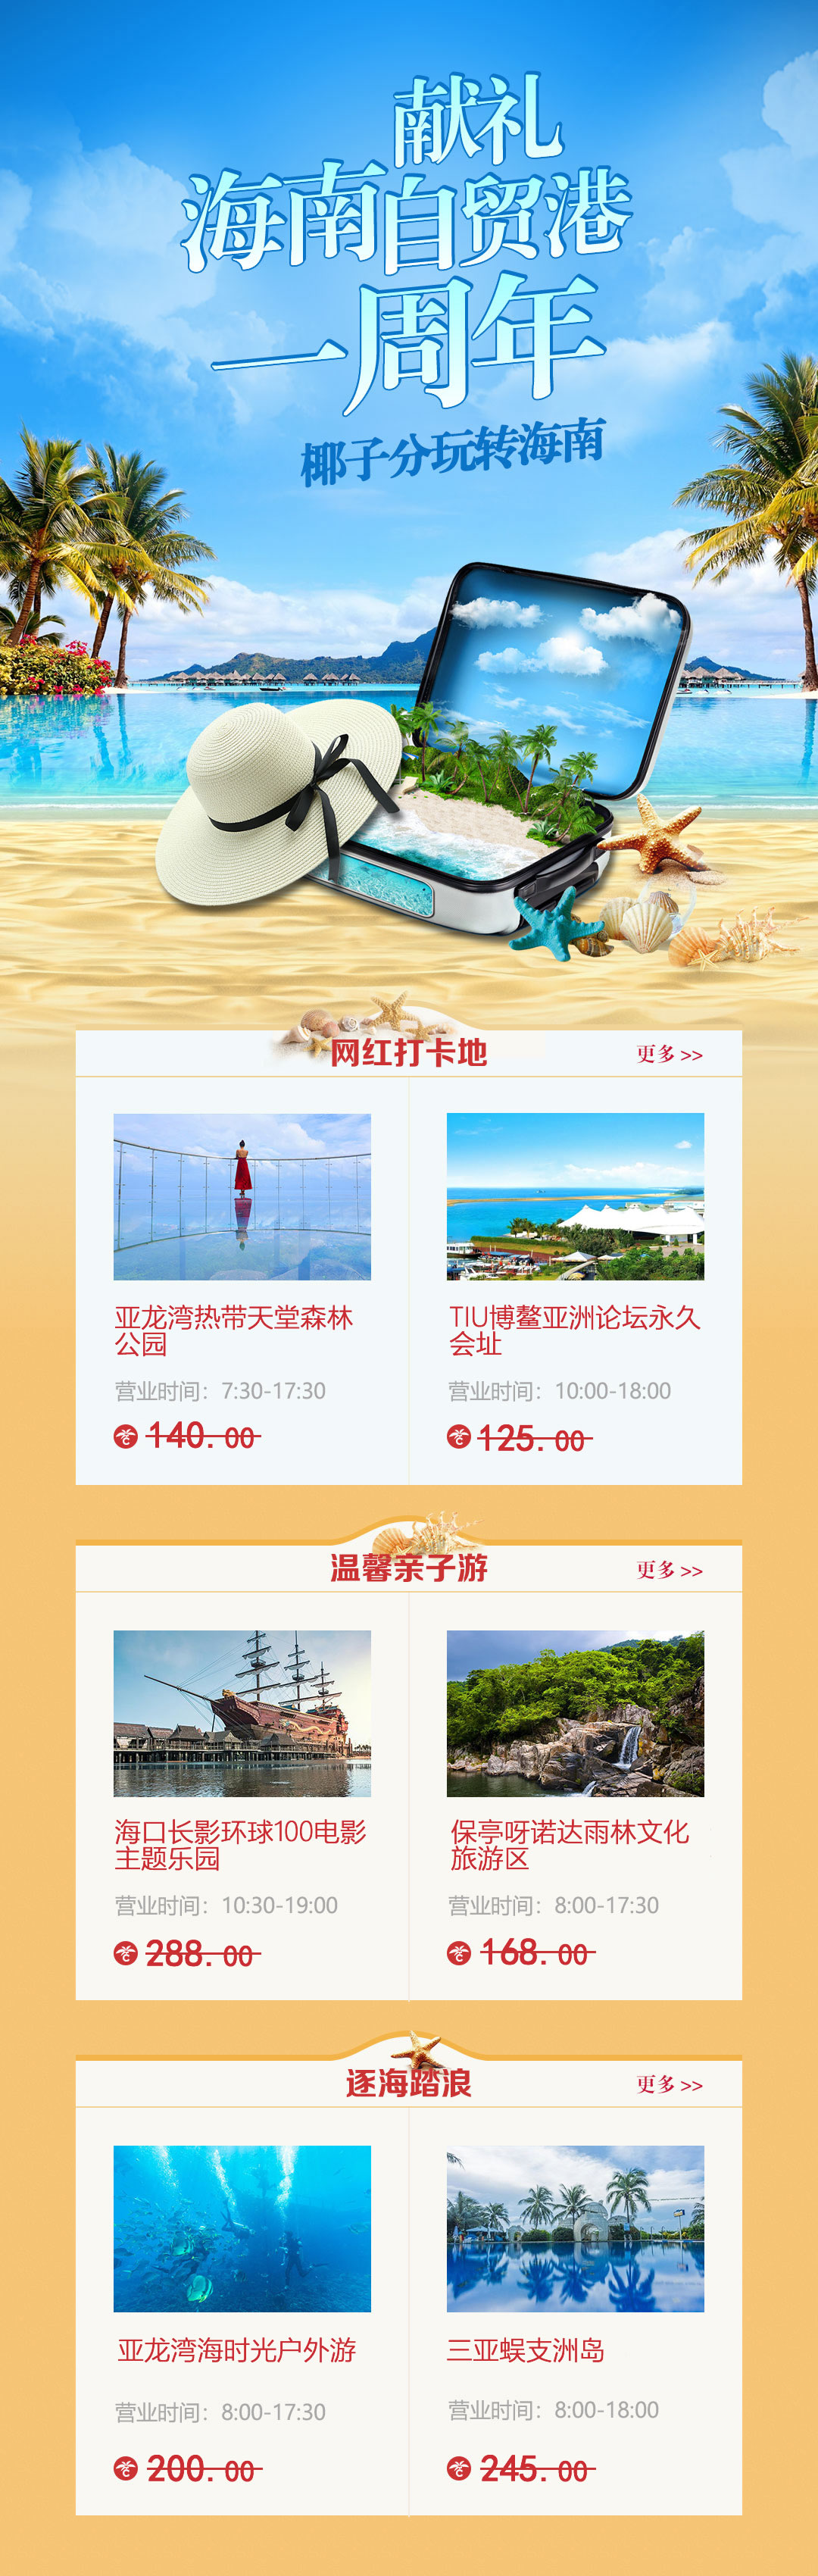 献礼
海南自贸港
一周年
椰子分玩转海南
网红打卡地
更多 >>
亚龙湾热带天堂森林
公园
营业时间：7:30-17:30
140.00
TIU博鳌亚洲论坛永久
会址
营业时间：10:00-18:00
125.00
温馨亲子游
更多 >>
海口长影环球100电影
主题乐园
营业时间：10:30-19:00
288.00
保亭呀诺达雨林文化
旅游区
营业时间：8:00-17:30
168.00
逐海踏浪
更多 >>
亚龙湾海时光户外游
营业时间：8:00-17:30
200.00
三亚蜈支洲岛
营业时间：8:00-18:00
245.00